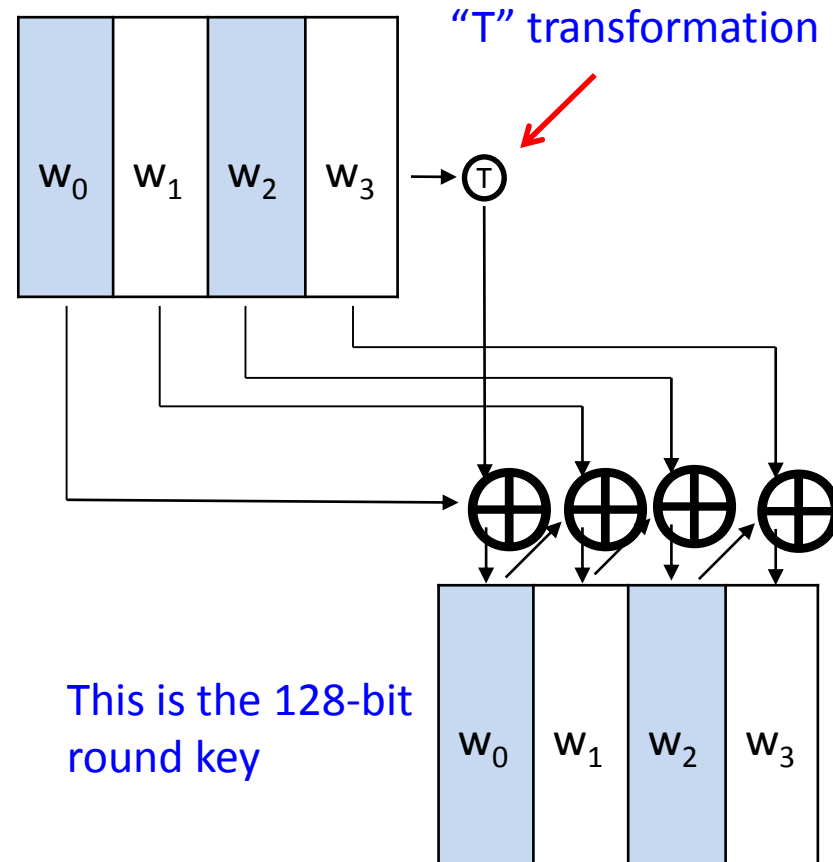 “T” transformation
w₀ w₁ w₂ w₃
T
w₀ w₁ w₂ w₃
This is the 128-bit
round key